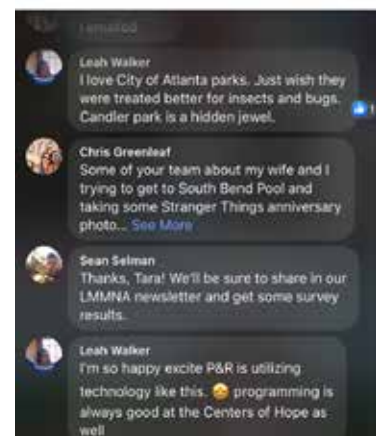 I emailed
Leah Walker
I love City of Atlanta parks. Just wish they
were treated better for insects and bugs.
Candler park is a hidden jewel.
Chris Greenleaf
Some of your team about my wife and I
trying to get to South Bend Pool and
taking some Stranger Things anniversary
photo... See More
Sean Selman
Thanks, Tara! We'll be sure to share in our
LMMNA newsletter and get some survey
results.
Leah Walker
I'm so happy excite P&R is utilizing
technology like this. 🤩 programming is
always good at the Centers of Hope as
well